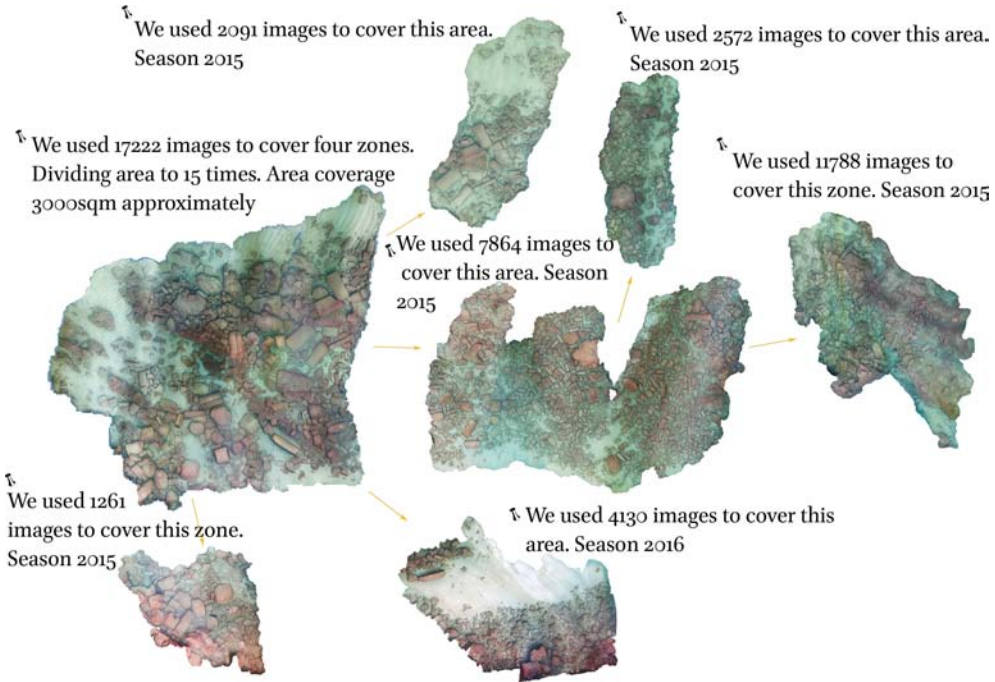 We used 2091 images to cover this area.
Season 2015
We used 2572 images to cover this area.
Season 2015
We used 17222 images to cover four zones.
Dividing area to 15 times. Area coverage
3000sqm approximately
We used 11788 images to
cover this zone. Season 2015
We used 7864 images to
cover this area. Season
2015
We used 1261
images to cover this zone.
Season 2015
We used 4130 images to cover this
area. Season 2016